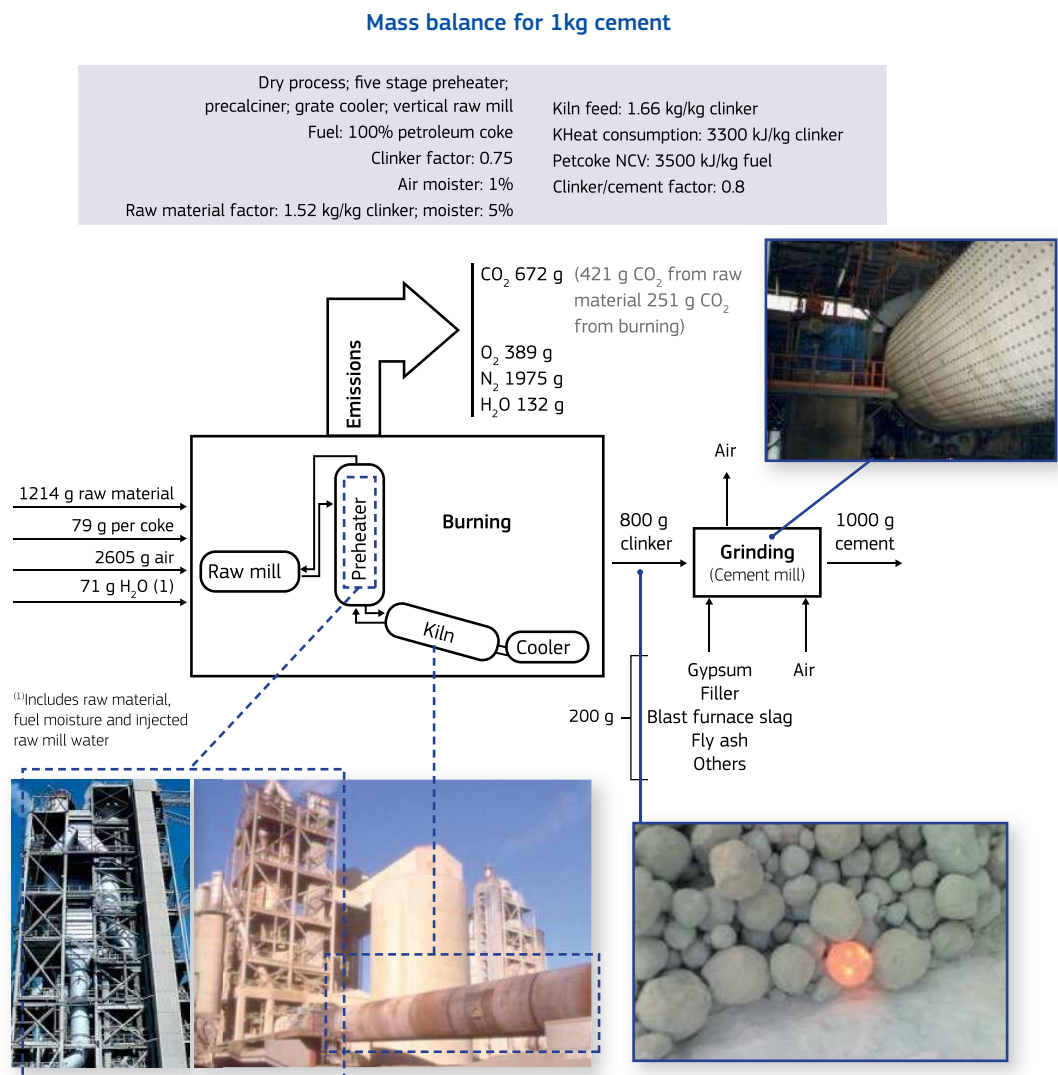 Mass balance for 1kg cement
Dry process; five stage preheater;
precalciner; grate cooler; vertical raw mill
Fuel: 100% petroleum coke
Clinker factor: 0.75
Air moister: 1%
Raw material factor: 1.52 kg/kg clinker; moister: 5%
Kiln feed: 1.66 kg/kg clinker
KHeat consumption: 3300 kJ/kg clinker
Petcoke NCV: 3500 kJ/kg fuel
Clinker/cement factor: 0.8
CO₂ 672 g (421 g CO₂ from raw
material 251 g CO₂
from burning)
O₂ 389 g
N₂ 1975 g
H₂O 132 g
Emissions
1214 g raw material
79 g per coke
2605 g air
71 g H₂O (1)
Raw mill
Preheater
Burning
Kiln
Cooler
800 g
clinker
Air
Grinding
(Cement mill)
1000 g
cement
200 g
Gypsum
Filler
Blast furnace slag
Fly ash
Others
Air
(1)Includes raw material,
fuel moisture and injected
raw mill water